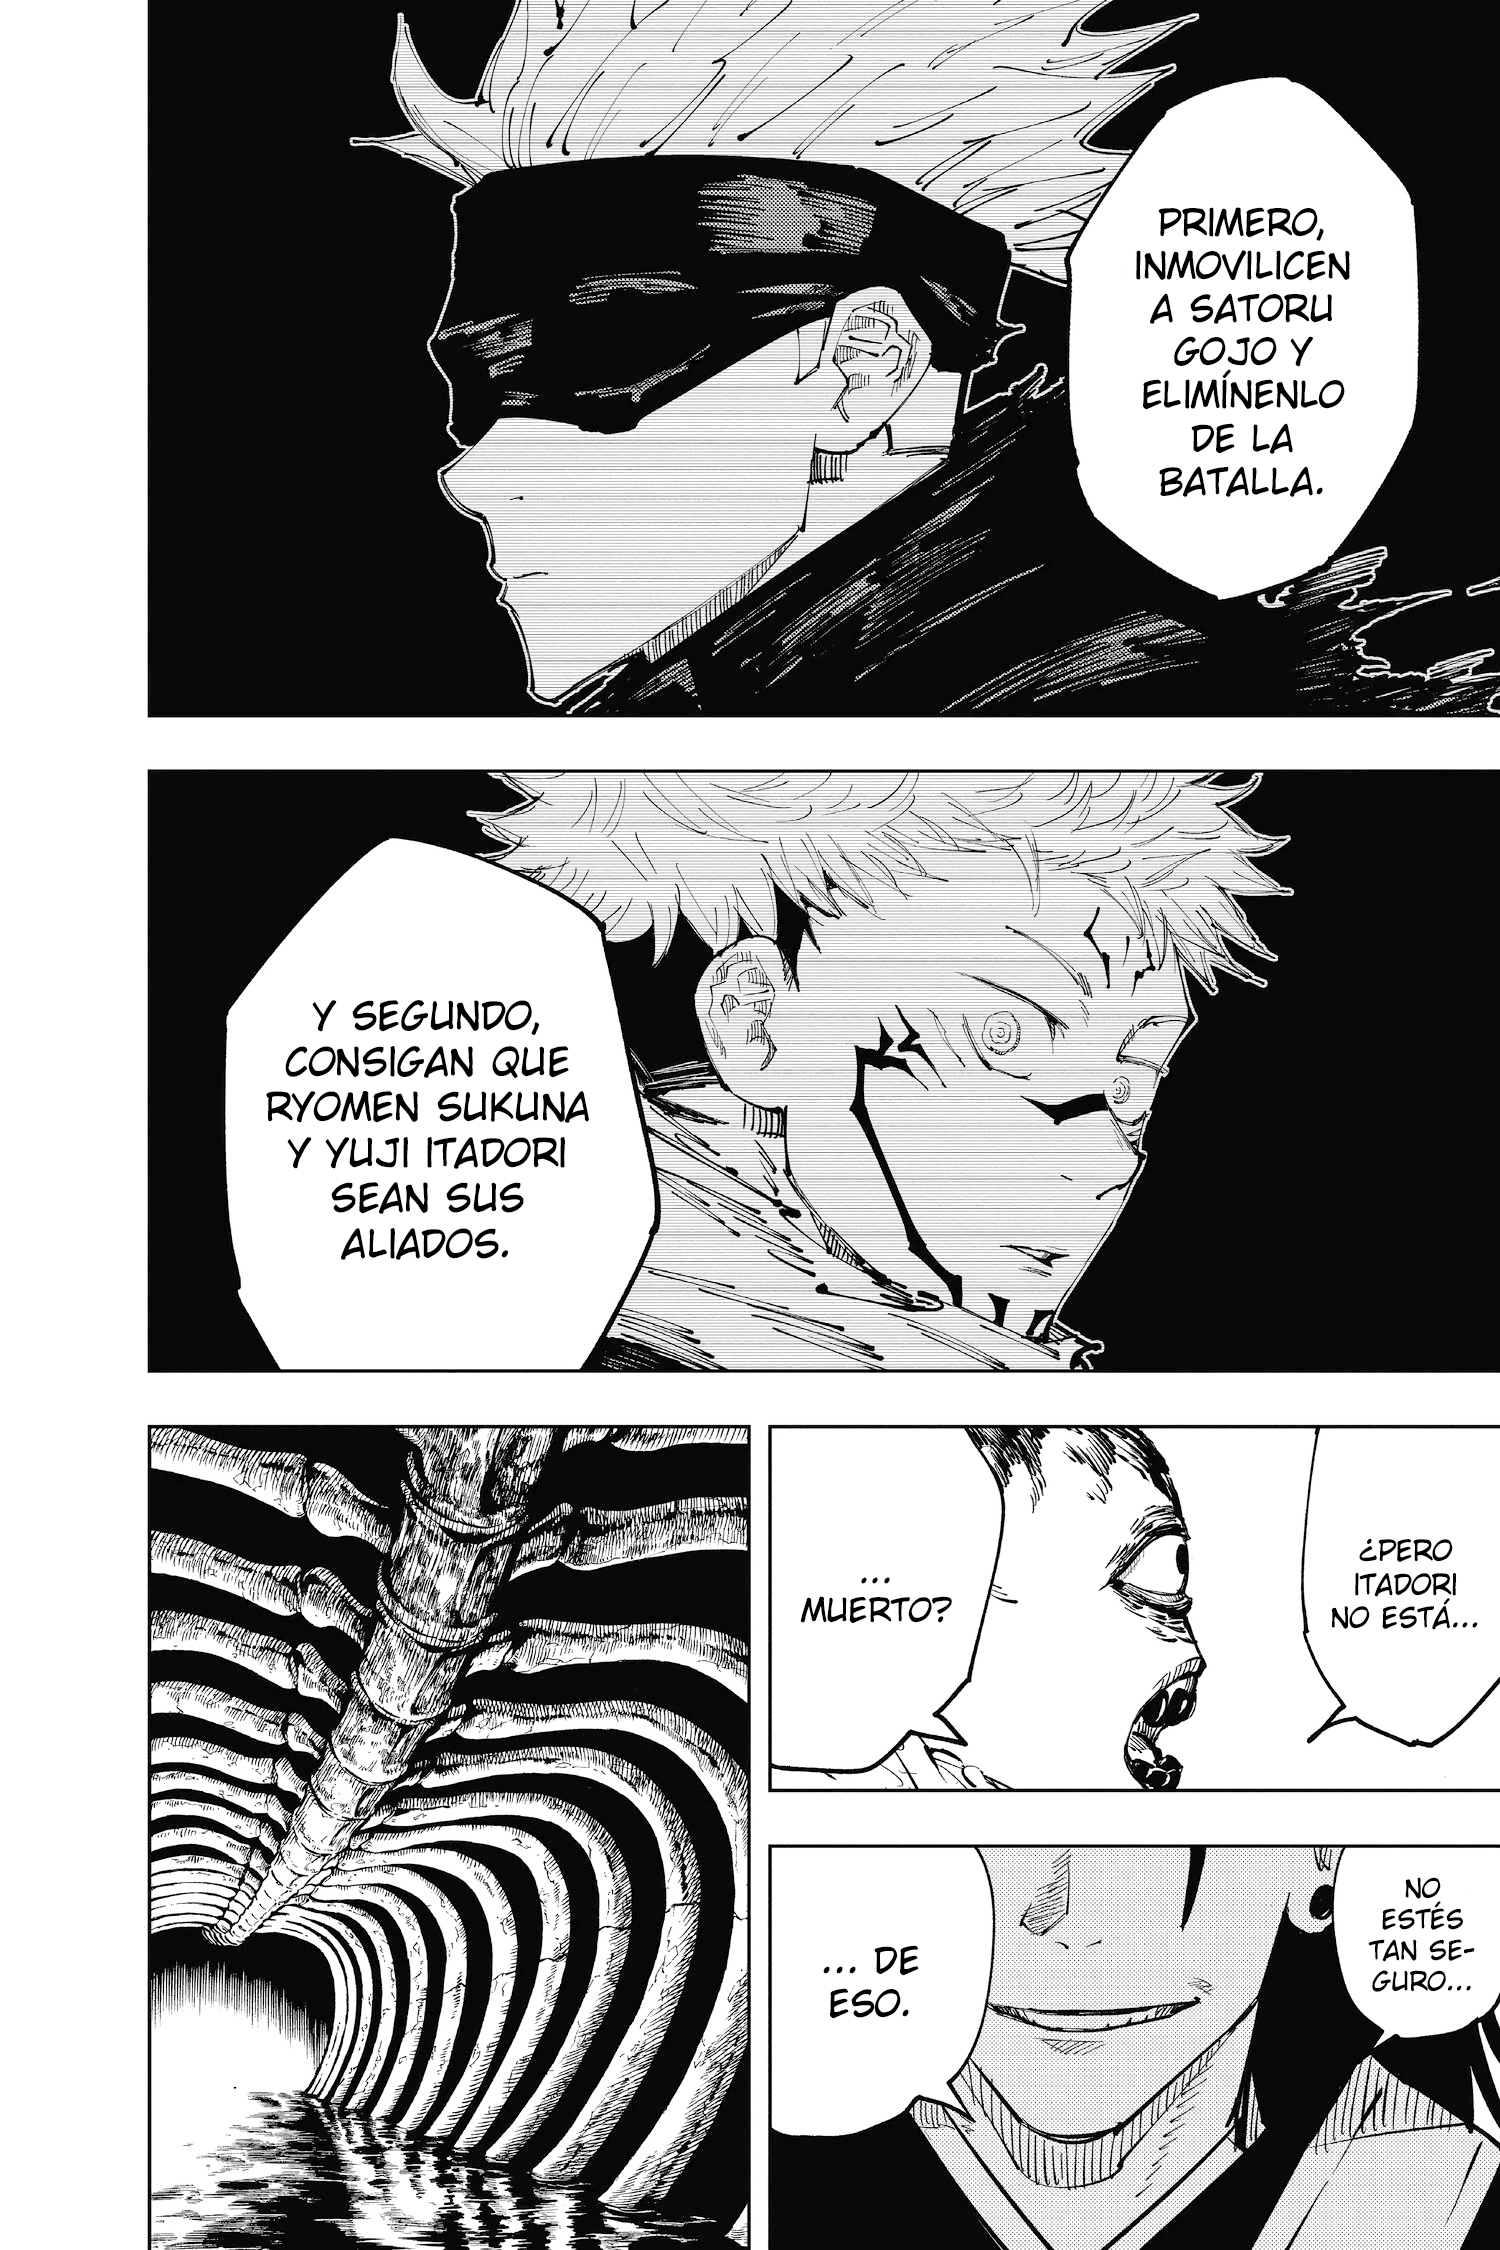 PRIMERO,
INMOVILICEN
A SATORU
GOJO Y
ELIMÍNENLO
DE LA
BATALLA.
Y SEGUNDO,
CONSIGAN QUE
RYOMEN SUKUNA
Y YUJI ITADORI
SEAN SUS
ALIADOS.
¿PERO
ITADORI
NO ESTÁ...
...
MUERTO?
NO
ESTÉS
TAN SE-
GURO...
... DE
ESO.